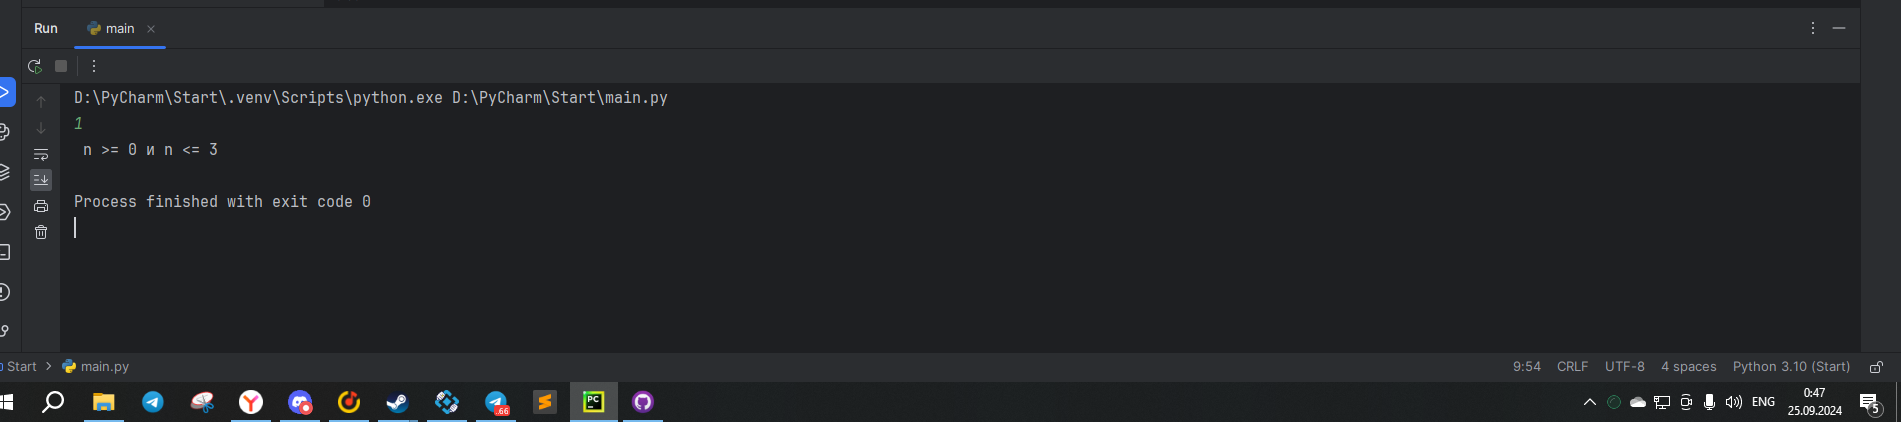 Run main
D:\PyCharm\Start\.venv\Scripts\python.exe D:\PyCharm\Start\main.py
1
n >= 0 и n <= 3
Process finished with exit code 0
Start > main.py 9:54 CRLF UTF-8 4 spaces Python 3.10 (Start)
.66
PC
ENG
0:47
25.09.2024
5